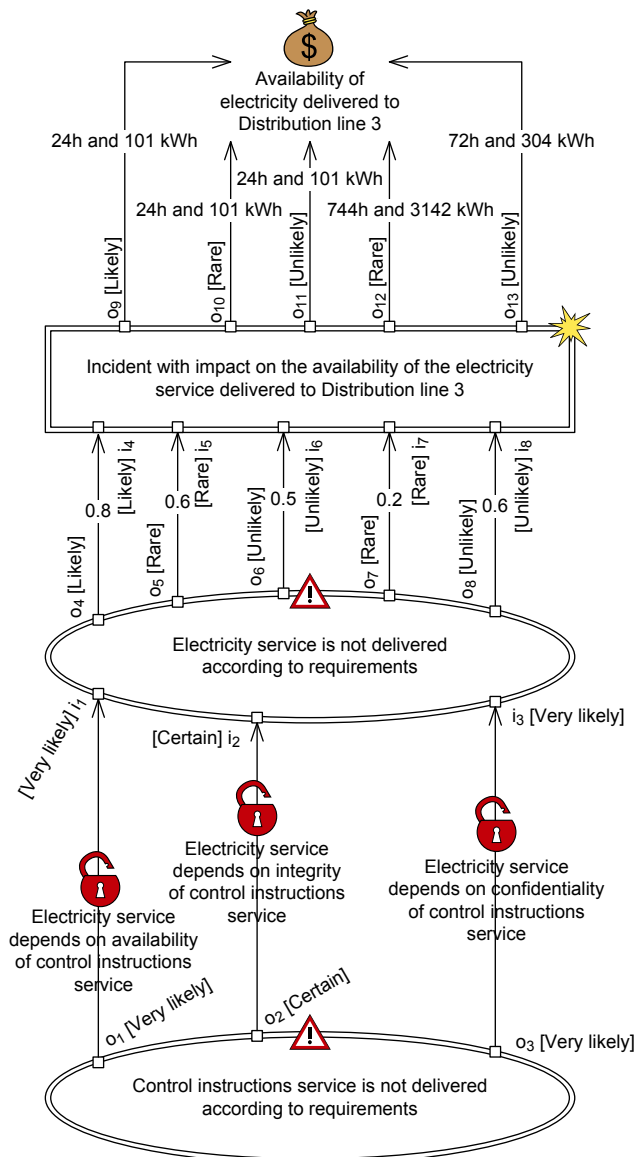 $
Availability of
electricity delivered to
Distribution line 3
24h and 101 kWh
72h and 304 kWh
24h and 101 kWh
24h and 101 kWh
744h and 3142 kWh
o9 [Likely]
o10 [Rare]
o11 [Unlikely]
o12 [Rare]
o13 [Unlikely]
Incident with impact on the availability of the electricity
service delivered to Distribution line 3
[Likely] i4
[Rare] i5
[Unlikely] i6
[Rare] i7
[Unlikely] i8
0.8
0.6
0.5
0.2
0.6
o4 [Likely]
o5 [Rare]
o6 [Unlikely]
o7 [Rare]
o8 [Unlikely]
!
Electricity service is not delivered
according to requirements
[Very likely] i1
[Certain] i2
i3 [Very likely]
Electricity service
depends on availability
of control instructions
service
Electricity service
depends on integrity
of control instructions
service
Electricity service
depends on confidentiality
of control instructions
service
o1 [Very likely]
o2 [Certain]
o3 [Very likely]
!
Control instructions service is not delivered
according to requirements